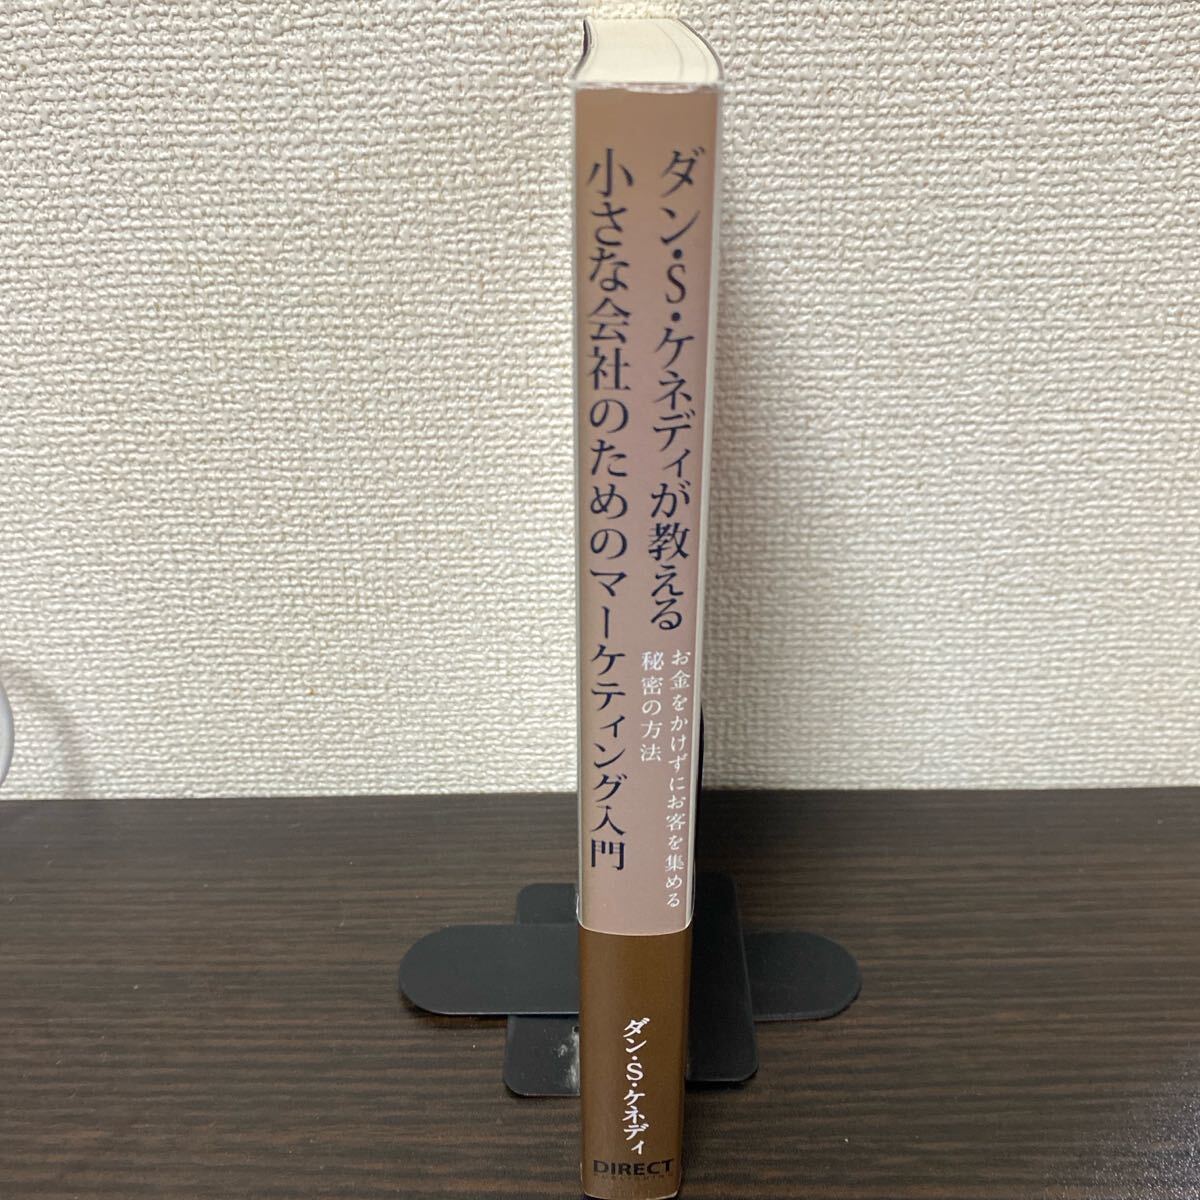 ダン・S・ケネディが教える
小さな会社のためのマーケティング入門
お金をかけずにお客を集める
秘密の方法
ダン・S・ケネディ
DIRECT
PUBLISHING